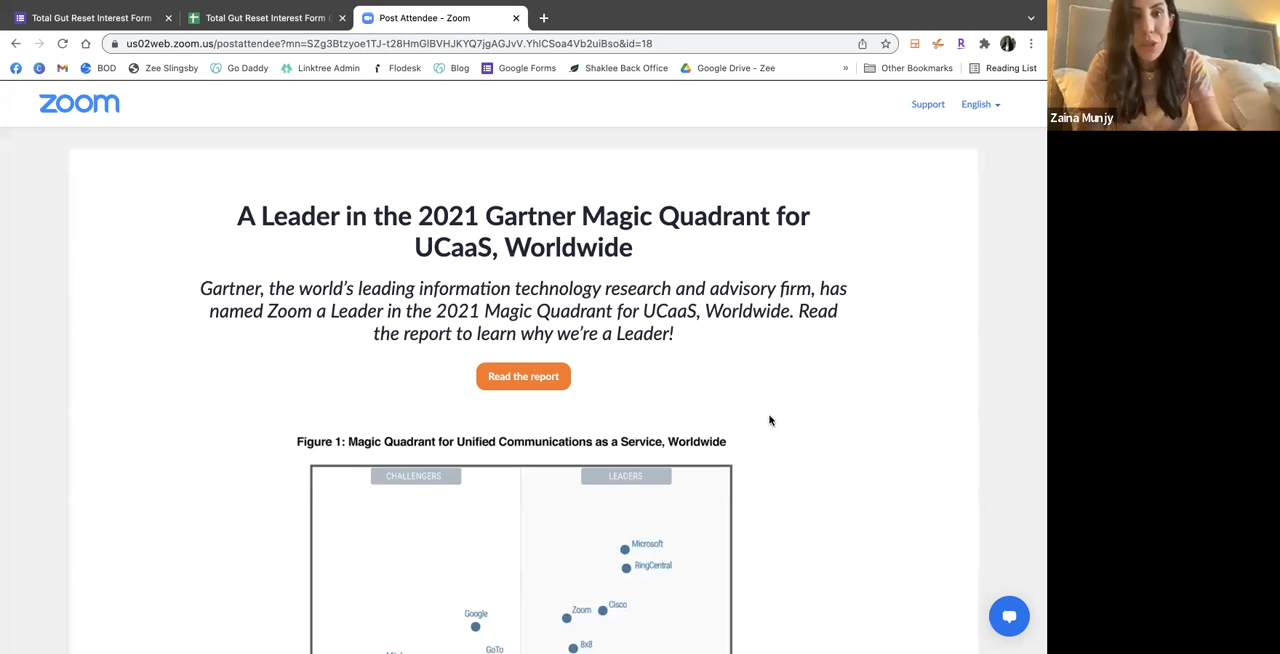 Total Gut Reset Interest Form
Total Gut Reset Interest Form (
Post Attendee - Zoom
us02web.zoom.us/postattendee?mn=SZg3Btzyoe1TJ-t28HmGlBVHJKYQ7jgAGJvV.YhlCSoa4Vb2uiBso&id=18
BOD
Zee Slingsby
Go Daddy
Linktree Admin
Flodesk
Blog
Google Forms
Shaklee Back Office
Google Drive - Zee
»
Other Bookmarks
Reading List
zoom
Support
English
Zaina Munjy
A Leader in the 2021 Gartner Magic Quadrant for
UCaaS, Worldwide
Gartner, the world's leading information technology research and advisory firm, has
named Zoom a Leader in the 2021 Magic Quadrant for UCaaS, Worldwide. Read
the report to learn why we're a Leader!
Read the report
Figure 1: Magic Quadrant for Unified Communications as a Service, Worldwide
CHALLENGERS
LEADERS
Microsoft
RingCentral
Cisco
Zoom
Google
8x8
GoTo